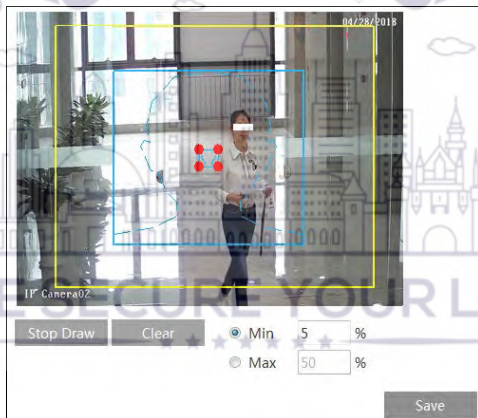 04/28/2018
IP Camera02
E SECURE YOUR L
Stop Draw Clear Min 5 %
Max 50 %
Save